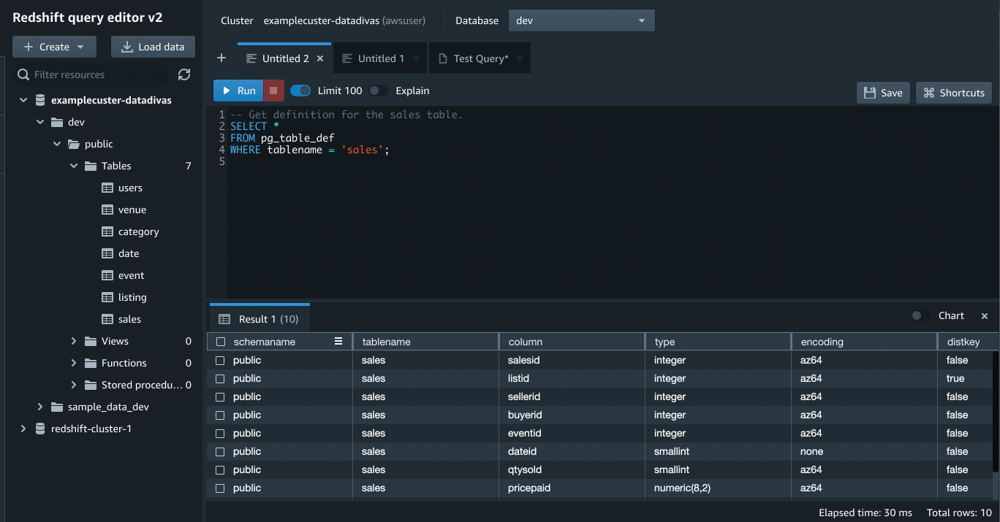 Redshift query editor v2
Cluster examplecuster-datadivas (awsuser) Database dev
Create Load data
Filter resources
examplecuster-datadivas
dev
public
Tables 7
users
venue
category
date
event
listing
sales
Views 0
Functions 0
Stored procedu... 0
sample_data_dev
redshift-cluster-1
+ Untitled 2 × Untitled 1 × Test Query* ×
Run Limit 100 Explain Save Shortcuts
1 -- Get definition for the sales table.
2 SELECT *
3 FROM pg_table_def
4 WHERE tablename = 'sales';
5
Result 1 (10) Chart ×
schemaname tablename column type encoding distkey
public sales salesid integer az64 false
public sales listid integer az64 true
public sales sellerid integer az64 false
public sales buyerid integer az64 false
public sales eventid integer az64 false
public sales dateid smallint none false
public sales qtysold smallint az64 false
public sales pricepaid numeric(8,2) az64 false
Elapsed time: 30 ms Total rows: 10